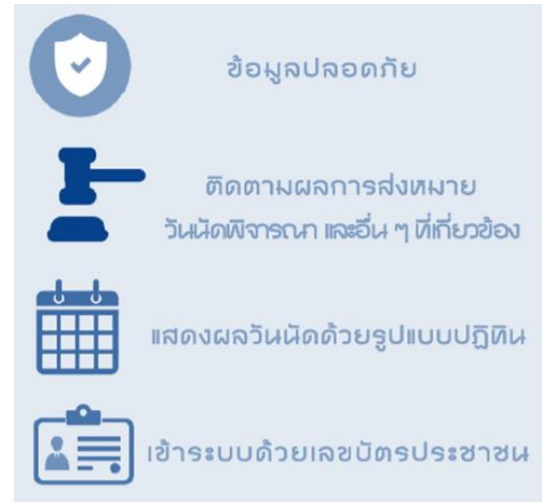 ข้อมูลปลอดภัย
ติดตามผลการส่งหมาย
วันนัดพิจารณา และอื่น ๆ ที่เกี่ยวข้อง
แสดงผลวันนัดด้วยรูปแบบปฏิทิน
เข้าระบบด้วยเลขบัตรประชาชน